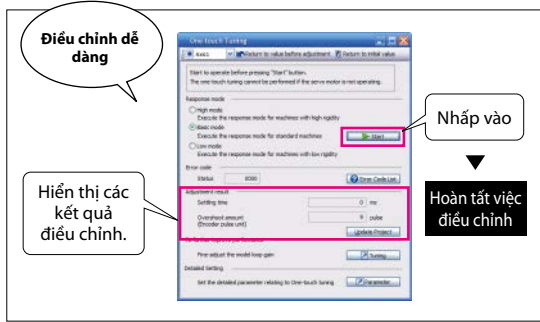 Điều chỉnh dễ
dàng
One-touch Tuning
Axis1
Return to value before adjustment
Return to initial value
Start to operate before pressing "Start" button.
The one-touch tuning cannot be performed if the servo motor is not operating.
Response mode
High mode
Execute the response mode for machines with high rigidity
Basic mode
Execute the response mode for standard machines
Start
Low mode
Execute the response mode for machines with low rigidity
Error code
Status
0000
Error Code List
Adjustment result
Settling time
0 ms
Overshoot amount
(Encoder pulse unit)
pulse
Update Project
To further improve performance
Fine adjust the model loop gain
Tuning
Detailed Setting
Set the detailed parameter relating to One-touch tuning
Parameter
Nhấp vào
Hoàn tất việc
điều chỉnh
Hiển thị các
kết quả
điều chỉnh.